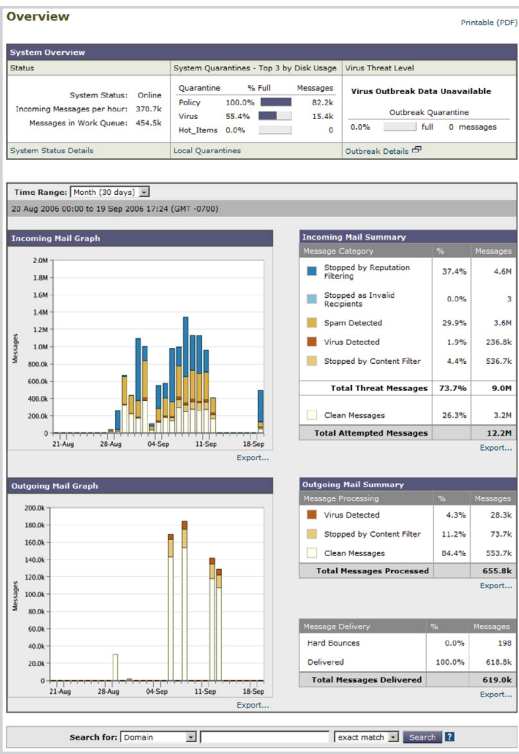 Overview
Printable (PDF)
System Overview
Status
System Status: Online
Incoming Messages per hour: 370.7k
Messages in Work Queue: 454.5k
System Status Details
System Quarantines - Top 3 by Disk Usage
Quarantine % Full Messages
Policy 100.0% 82.2k
Virus 55.4% 15.4k
Hot_Items 0.0% 0
Local Quarantines
Virus Threat Level
Virus Outbreak Data Unavailable
Outbreak Quarantine
0.0% full 0 messages
Outbreak Details
Time Range: Month (30 days)
20 Aug 2006 00:00 to 19 Sep 2006 17:24 (GMT -0700)
Incoming Mail Graph
2.0M
1.8M
1.6M
1.4M
1.2M
1.0M
800.0k
600.0k
400.0k
200.0k
0
Messages
21-Aug 28-Aug 04-Sep 11-Sep 18-Sep
Export...
Incoming Mail Summary
Message Category % Messages
Stopped by Reputation
Filtering 37.4% 4.6M
Stopped as Invalid
Recipients 0.0% 3
Spam Detected 29.9% 3.6M
Virus Detected 1.9% 236.8k
Stopped by Content Filter 4.4% 536.7k
Total Threat Messages 73.7% 9.0M
Clean Messages 26.3% 3.2M
Total Attempted Messages 12.2M
Export...
Outgoing Mail Graph
200.0k
180.0k
160.0k
140.0k
120.0k
100.0k
80.0k
60.0k
40.0k
20.0k
0
Messages
21-Aug 28-Aug 04-Sep 11-Sep 18-Sep
Export...
Outgoing Mail Summary
Message Processing % Messages
Virus Detected 4.3% 28.3k
Stopped by Content Filter 11.2% 73.7k
Clean Messages 84.4% 553.7k
Total Messages Processed 655.8k
Export...
Message Delivery % Messages
Hard Bounces 0.0% 198
Delivered 100.0% 618.8k
Total Messages Delivered 619.0k
Export...
Search for: Domain exact match Search ?